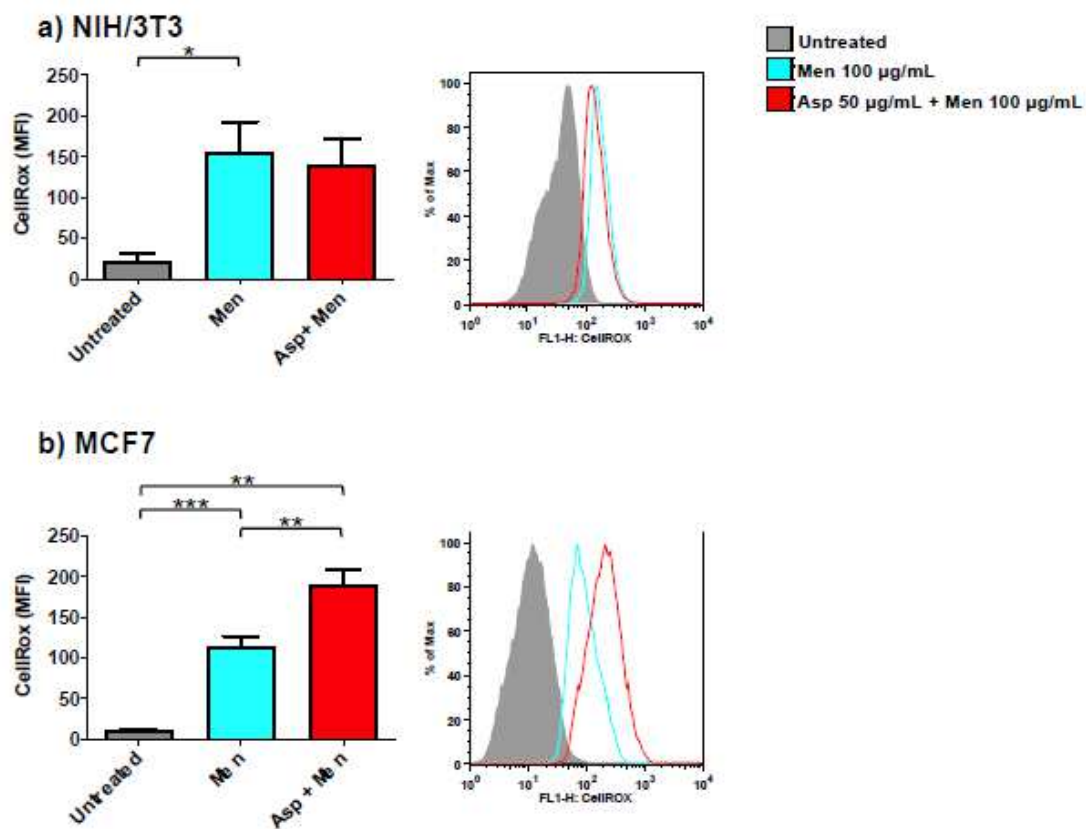 a) NIH/3T3
*
250
200
150
100
50
0
CellRox (MFI)
Untreated
Men
Asp+ Men
100
80
60
40
20
0
% of Max
10⁰ 10¹ 10² 10³ 10⁴
FL1-H: CellROX
Untreated
Men 100 µg/mL
Asp 50 µg/mL + Men 100 µg/mL
b) MCF7
**
*** **
250
200
150
100
50
0
CellRox (MFI)
Untreated
Men
Asp + Men
100
80
60
40
20
0
% of Max
10⁰ 10¹ 10² 10³ 10⁴
FL1-H: CellROX